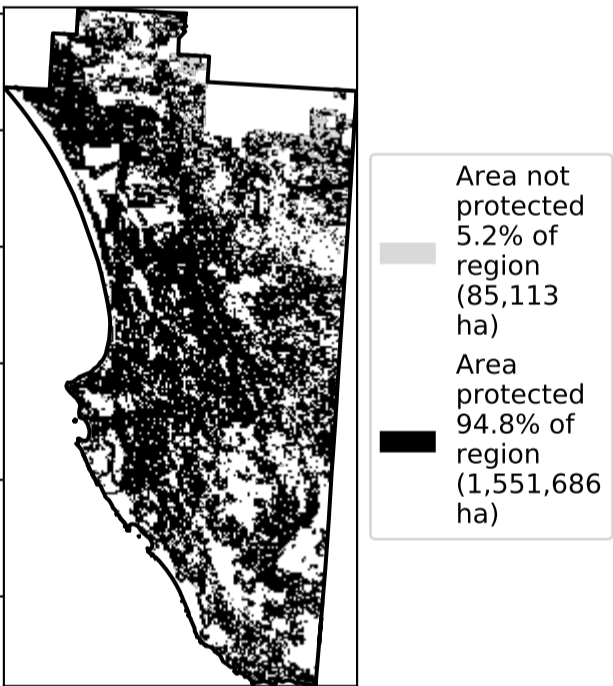 Area not
protected
5.2% of
region
(85,113
ha)
Area
protected
94.8% of
region
(1,551,686
ha)